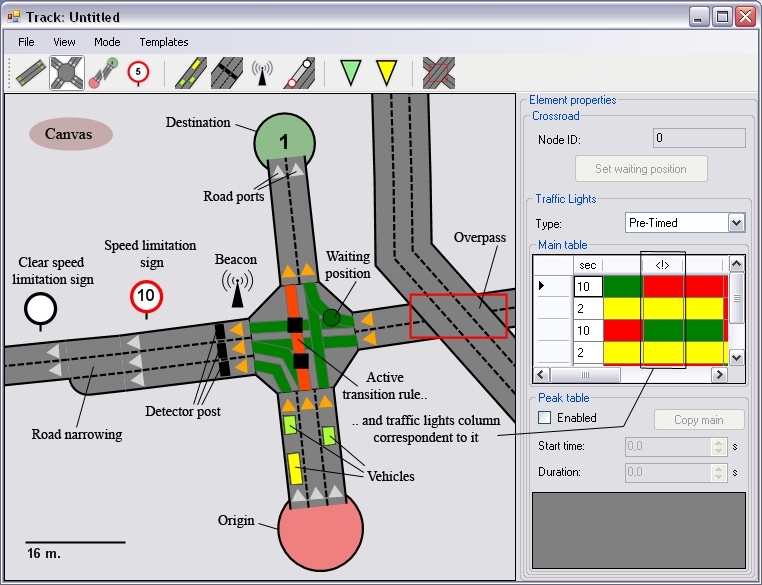 Track: Untitled
File View Mode Templates
5
Canvas
Destination
1
Road ports
Clear speed
limitation sign
Speed limitation
sign
10
Beacon
Waiting
position
Overpass
Active
transition rule..
Detector post
Road narrowing
.. and traffic lights column
correspondent to it
Vehicles
Origin
16 m.
Element properties
Crossroad
Node ID: 0
Set waiting position
Traffic Lights
Type: Pre-Timed
Main table
sec <!>
10
2
10
2
Peak table
Enabled Copy main
Start time: 0,0 s
Duration: 0,0 s